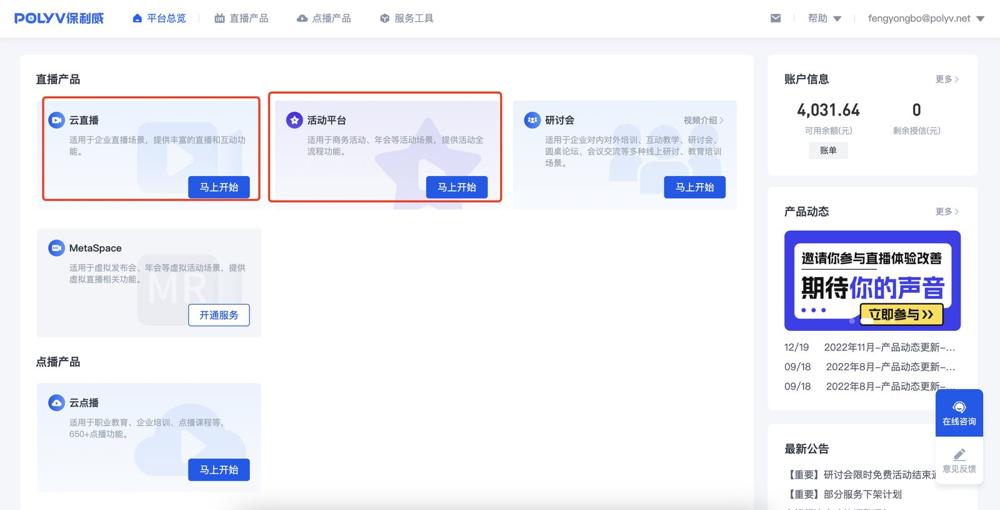 POLYV保利威
平台总览
直播产品
点播产品
服务工具
帮助
fengyongbo@polyv.net
直播产品
云直播
适用于企业直播场景，提供丰富的直播和互动功
能。
马上开始
活动平台
适用于商务活动、年会等活动场景，提供活动全
流程功能。
马上开始
研讨会
视频介绍
适用于企业对内对外培训、互动教学、研讨会、
圆桌论坛、会议交流等多种线上研讨、教育培训
场景。
马上开始
MetaSpace
适用于虚拟发布会、年会等虚拟活动场景，提供
虚拟直播相关功能。
MR
开通服务
点播产品
云点播
适用于职业教育、企业培训、点播课程等，
650+点播功能。
马上开始
账户信息
更多
4,031.64
0
可用余额(元)
剩余授信(元)
账单
产品动态
更多
邀请你参与直播体验改善
期待你的声音
立即参与
12/19 2022年11月-产品动态更新-...
09/18 2022年8月-产品动态更新-...
09/18 2022年8月-产品动态更新-...
在线咨询
意见反馈
最新公告
【重要】研讨会限时免费活动结束
【重要】部分服务下架计划